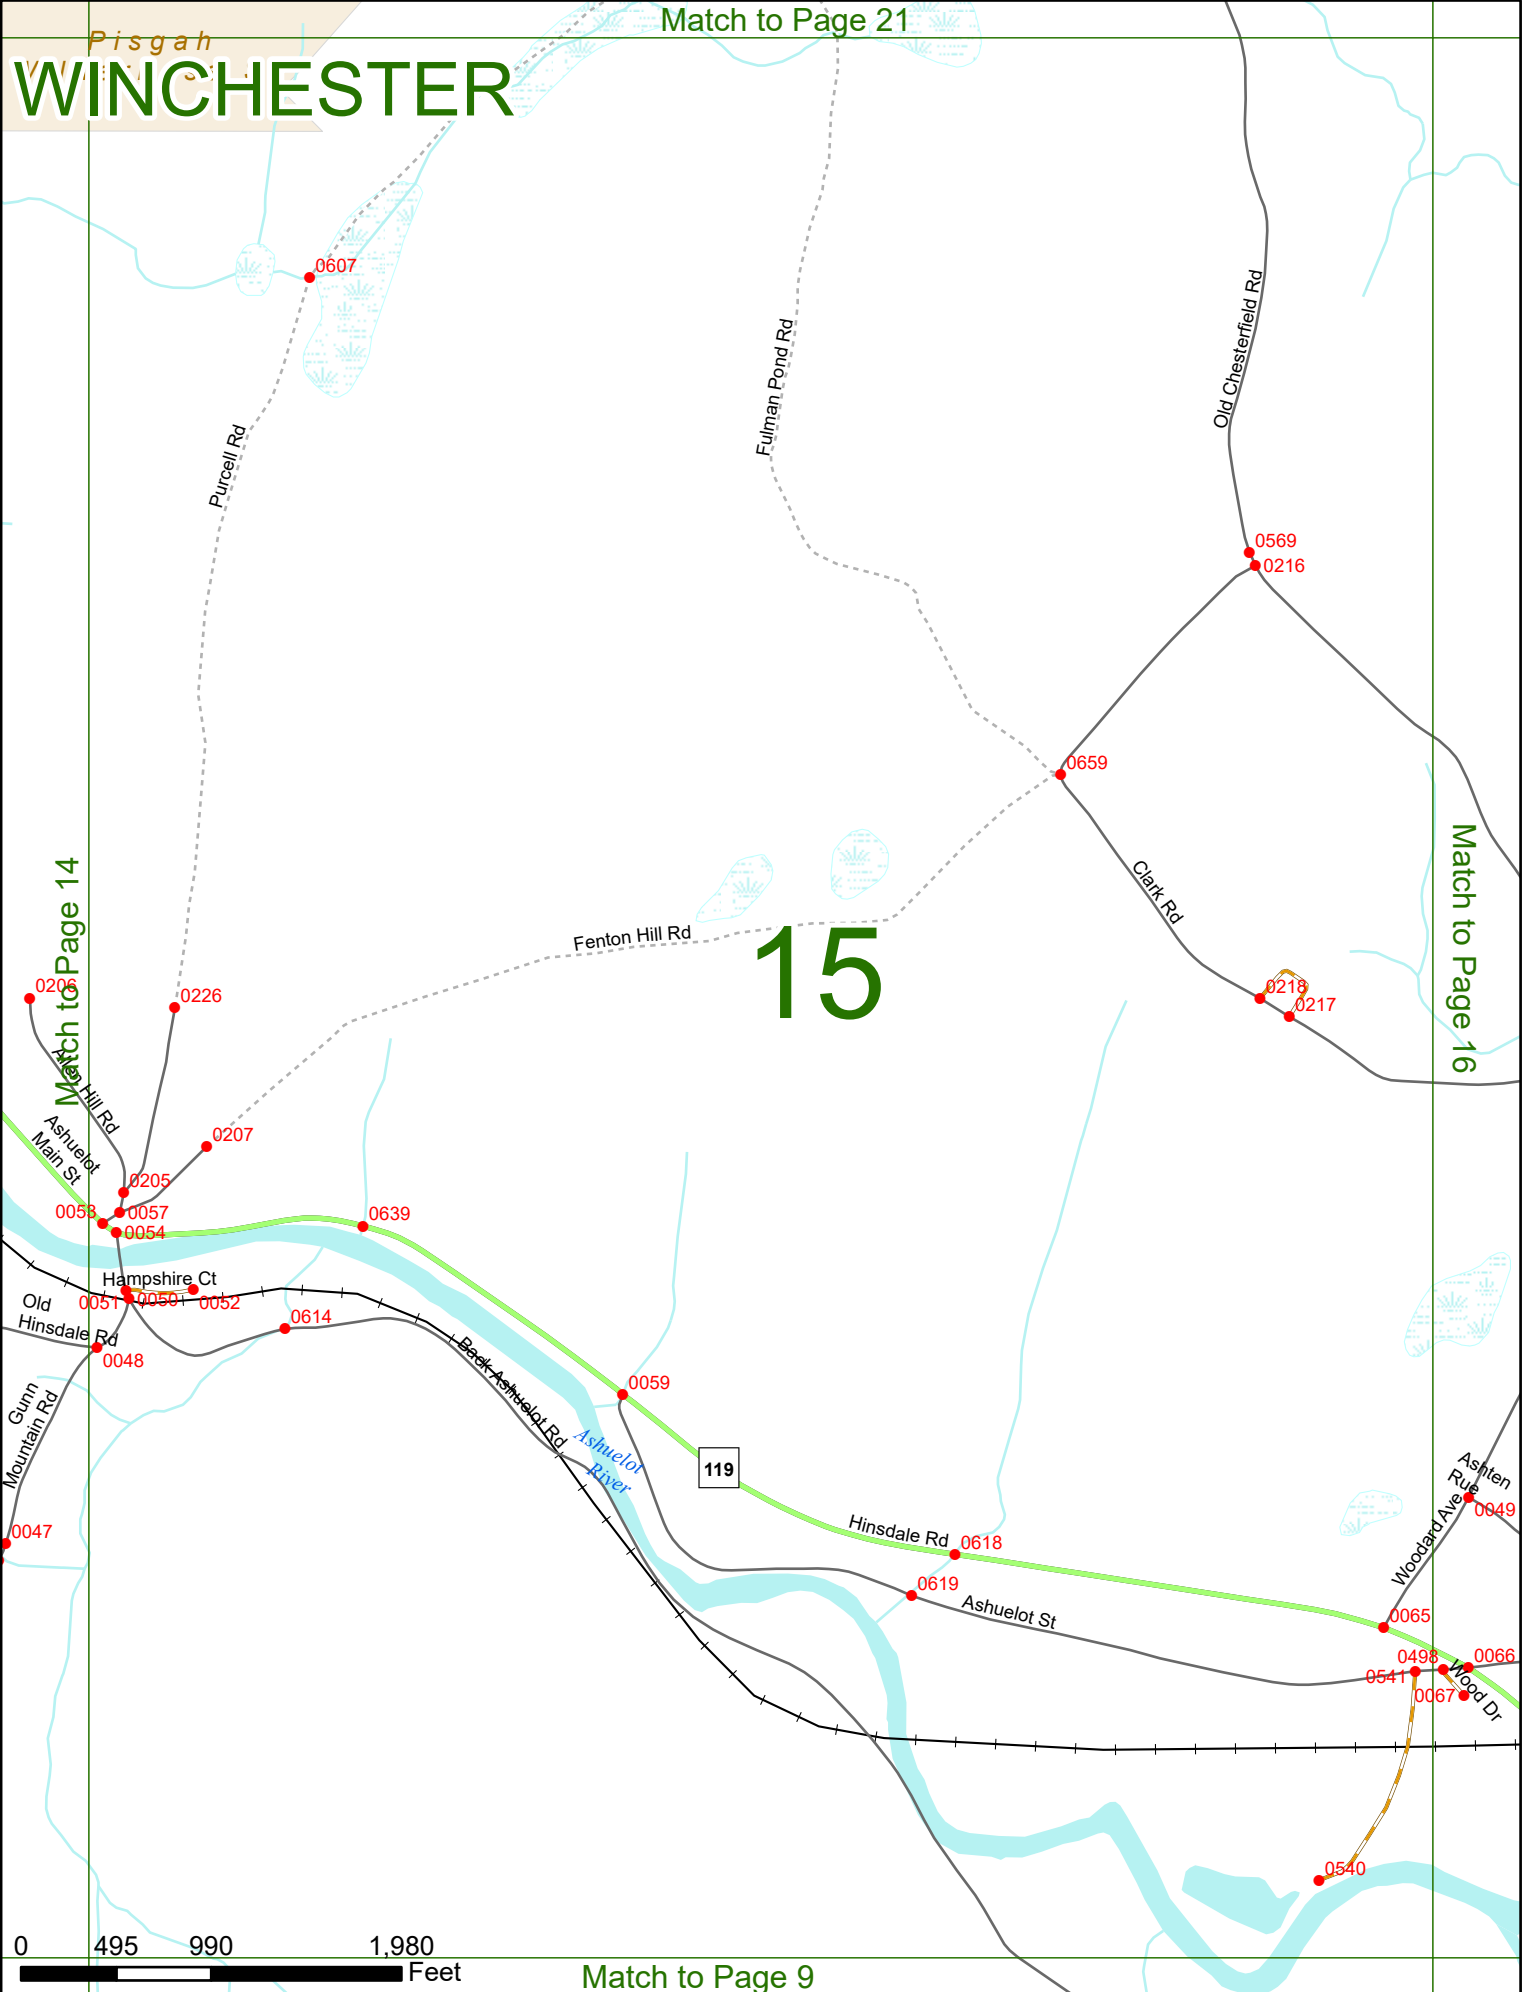 Match to Page 21
Pisgah
WINCHESTER
0607
Old Chesterfield Rd
Fulman Pond Rd
Purcell Rd
0569
0216
0659
Match to Page 14
Match to Page 16
Clark Rd
Fenton Hill Rd
15
0206
0226
0218
0217
Allen Hill Rd
Ashuelot
Main St
0207
0205
0053
0057
0054
0639
Hampshire Ct
0051
0050
0052
Old
Hinsdale Rd
0614
0048
Back Ashuelot Rd
0059
Gunn
Mountain Rd
Ashuelot
River
119
Ashten
Rue
0049
Woodard Ave
0047
Hinsdale Rd
0618
0619
Ashuelot St
0065
0498
0066
0541
0067
Wood Dr
0540
0 495 990 1,980
Feet
Match to Page 9